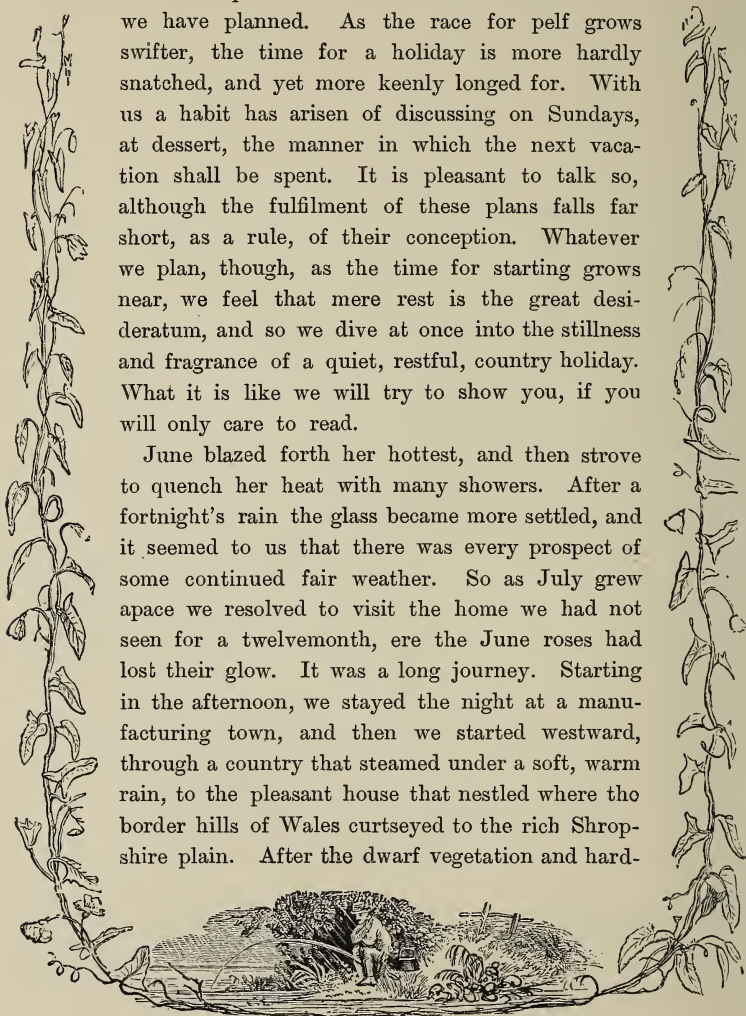 we have planned. As the race for pelf grows
swifter, the time for a holiday is more hardly
snatched, and yet more keenly longed for. With
us a habit has arisen of discussing on Sundays,
at dessert, the manner in which the next vaca-
tion shall be spent. It is pleasant to talk so,
although the fulfilment of these plans falls far
short, as a rule, of their conception. Whatever
we plan, though, as the time for starting grows
near, we feel that mere rest is the great desi-
deratum, and so we dive at once into the stillness
and fragrance of a quiet, restful, country holiday.
What it is like we will try to show you, if you
will only care to read.
June blazed forth her hottest, and then strove
to quench her heat with many showers. After a
fortnight's rain the glass became more settled, and
it seemed to us that there was every prospect of
some continued fair weather. So as July grew
apace we resolved to visit the home we had not
seen for a twelvemonth, ere the June roses had
lost their glow. It was a long journey. Starting
in the afternoon, we stayed the night at a manu-
facturing town, and then we started westward,
through a country that steamed under a soft, warm
rain, to the pleasant house that nestled where the
border hills of Wales curtseyed to the rich Shrop-
shire plain. After the dwarf vegetation and hard-